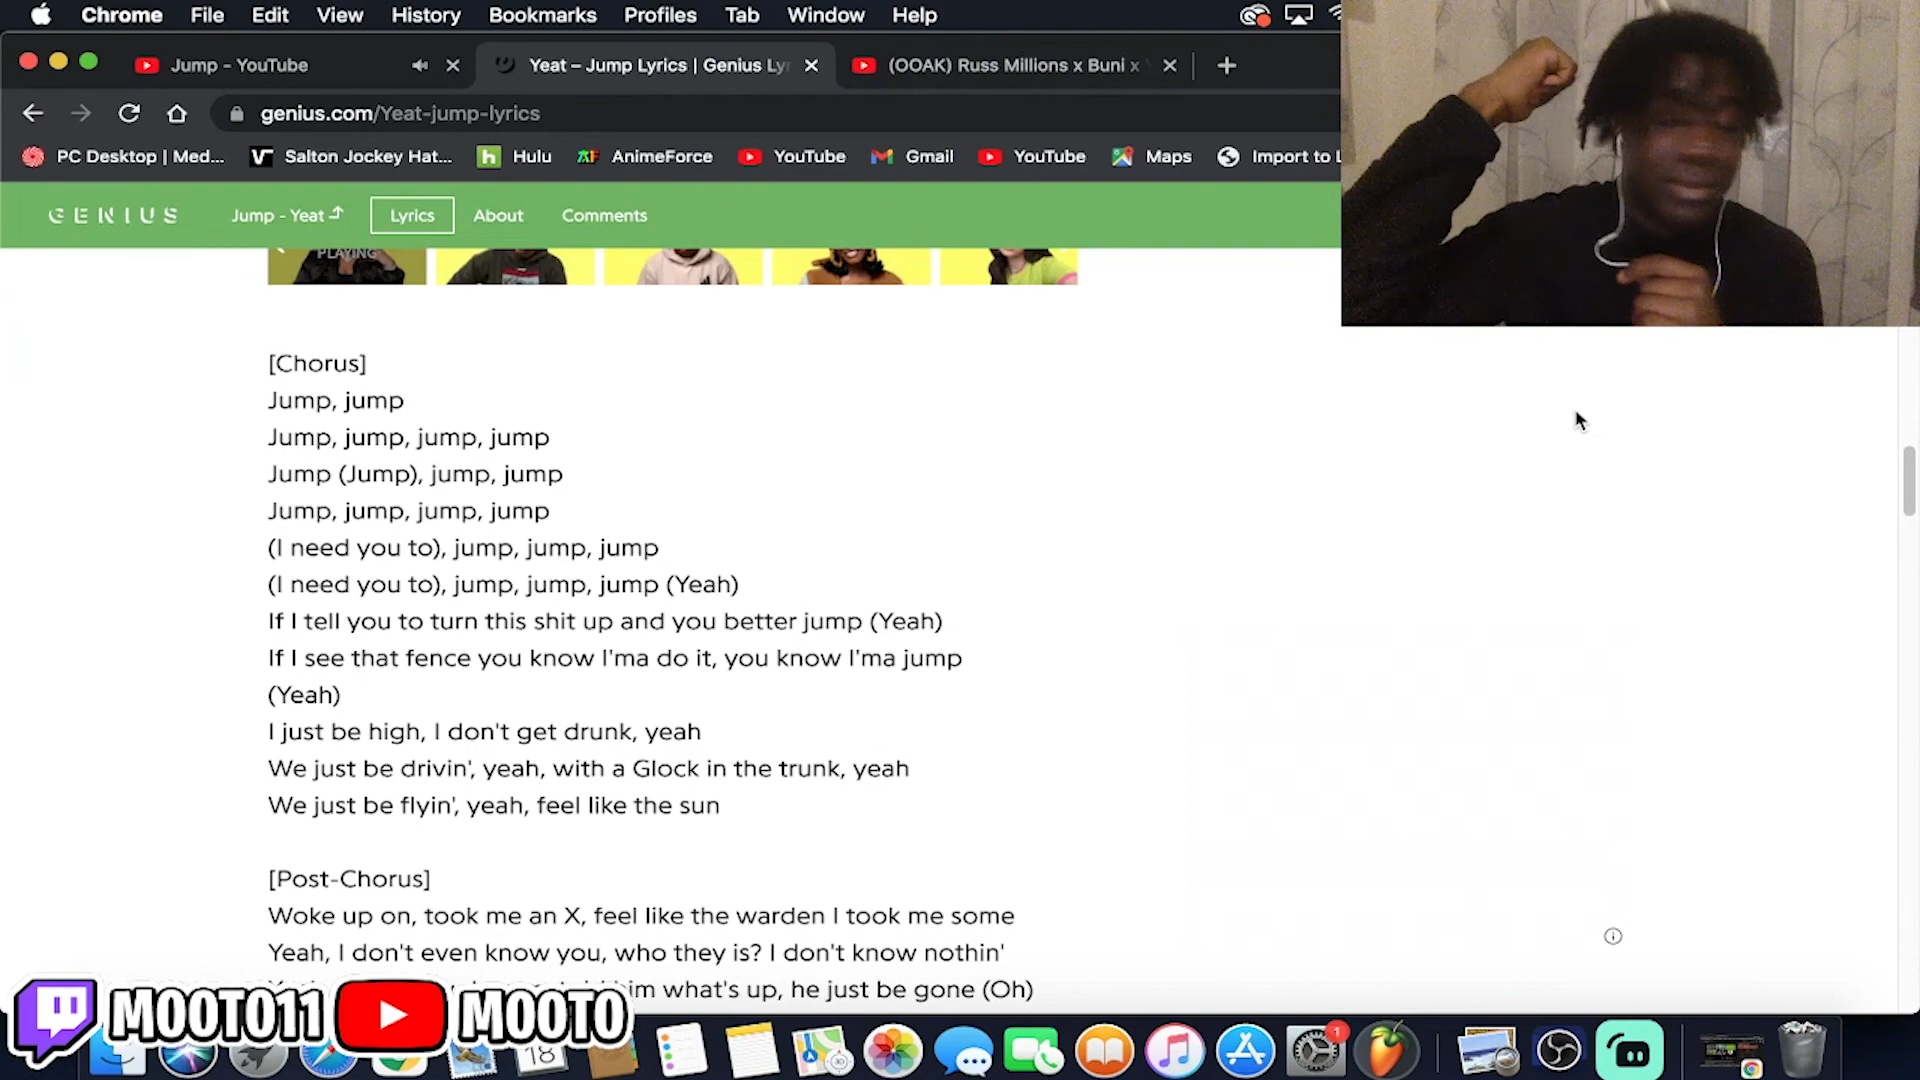 Chrome File Edit View History Bookmarks Profiles Tab Window Help
Jump - YouTube
Yeat – Jump Lyrics | Genius Lyr
(OOAK) Russ Millions x Buni x
genius.com/Yeat-jump-lyrics
PC Desktop | Med... Salton Jockey Hat... Hulu AnimeForce YouTube Gmail YouTube Maps Import to L
GENIUS Jump - Yeat Lyrics About Comments
PLAYING
[Chorus]
Jump, jump
Jump, jump, jump, jump
Jump (Jump), jump, jump
Jump, jump, jump, jump
(I need you to), jump, jump, jump
(I need you to), jump, jump, jump (Yeah)
If I tell you to turn this shit up and you better jump (Yeah)
If I see that fence you know I'ma do it, you know I'ma jump
(Yeah)
I just be high, I don't get drunk, yeah
We just be drivin', yeah, with a Glock in the trunk, yeah
We just be flyin', yeah, feel like the sun
[Post-Chorus]
Woke up on, took me an X, feel like the warden I took me some
Yeah, I don't even know you, who they is? I don't know nothin'
what's up, he just be gone (Oh)
M00T011 M00T0
18
1